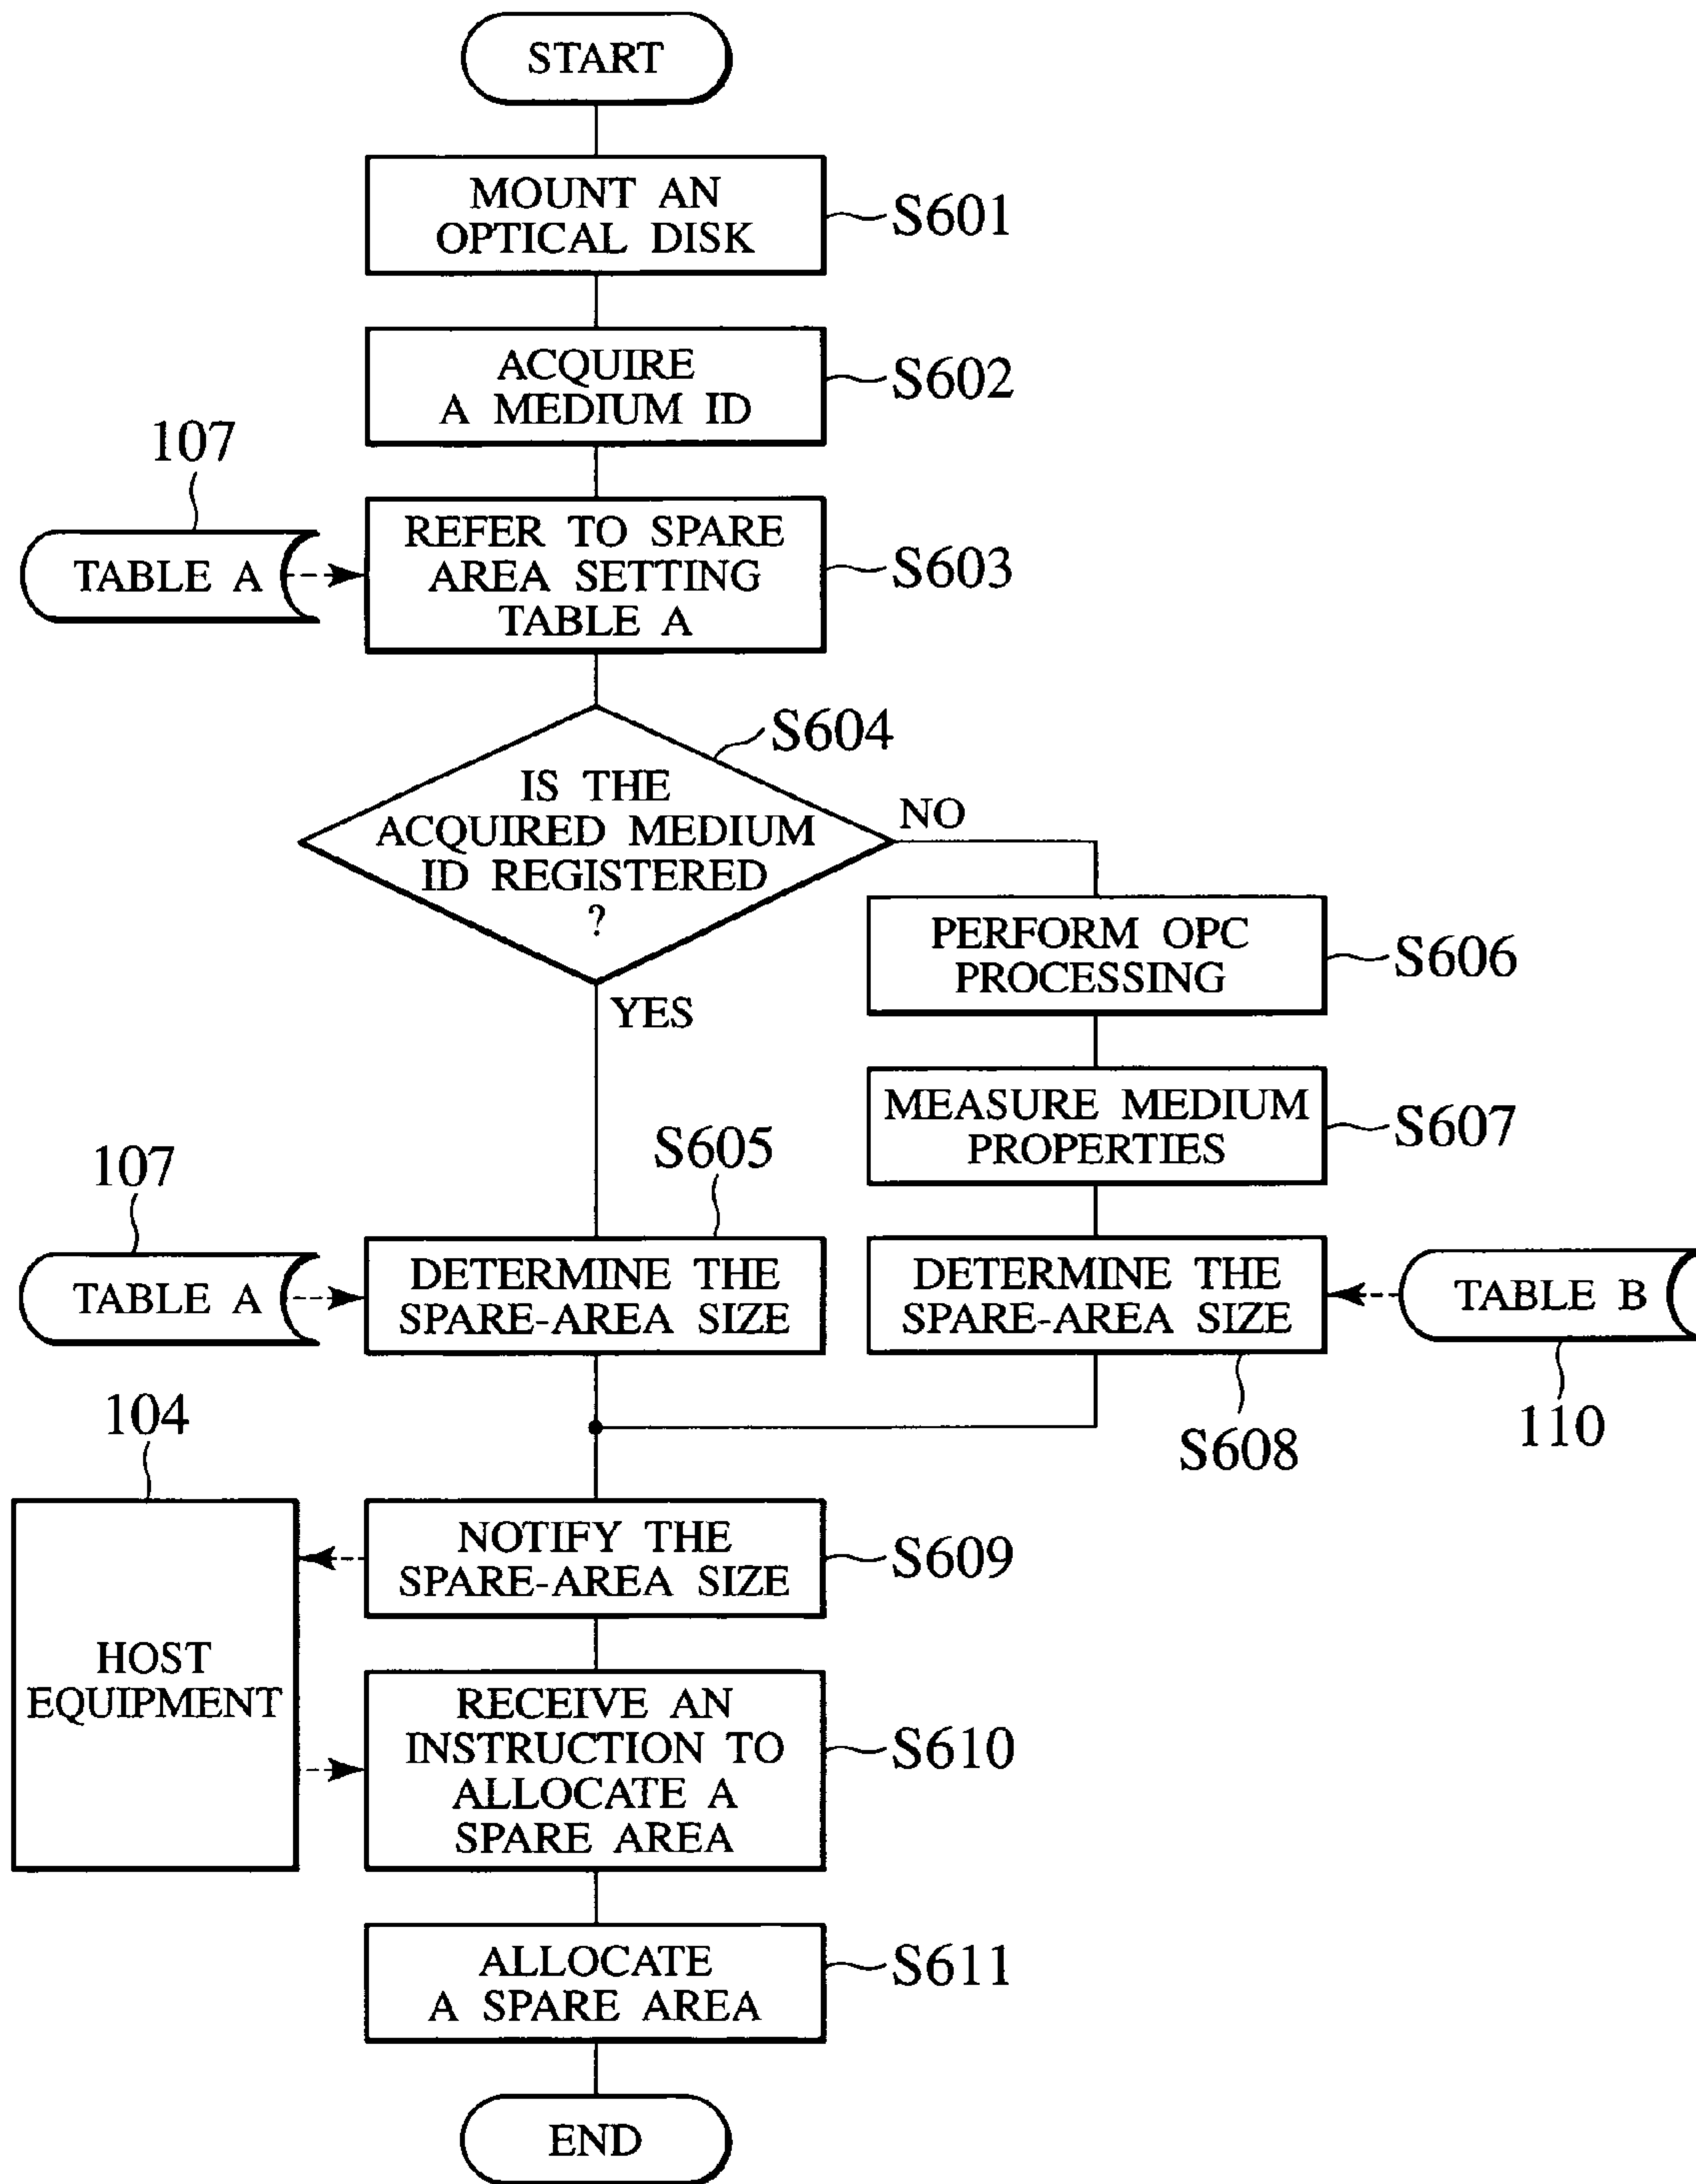 START
MOUNT AN
OPTICAL DISK
S601
ACQUIRE
A MEDIUM ID
S602
107
TABLE A
REFER TO SPARE
AREA SETTING
TABLE A
S603
S604
IS THE
ACQUIRED MEDIUM
ID REGISTERED
?
NO
YES
PERFORM OPC
PROCESSING
S606
MEASURE MEDIUM
PROPERTIES
S607
S605
107
TABLE A
DETERMINE THE
SPARE-AREA SIZE
DETERMINE THE
SPARE-AREA SIZE
TABLE B
S608
110
104
HOST
EQUIPMENT
NOTIFY THE
SPARE-AREA SIZE
S609
RECEIVE AN
INSTRUCTION TO
ALLOCATE A
SPARE AREA
S610
ALLOCATE
A SPARE AREA
S611
END